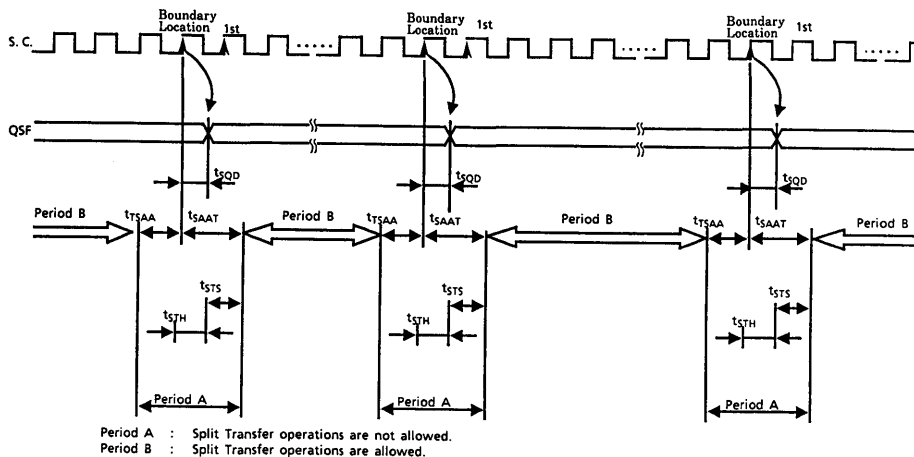 Boundary
Location
1st
Boundary
Location
1st
Boundary
Location
1st
S. C.
QSF
tSQD
tSQD
tSQD
Period B
tTSAA
tSAAT
Period B
tTSAA
tSAAT
Period B
tTSAA
tSAAT
Period B
tSTS
tSTS
tSTS
tSTH
tSTH
tSTH
Period A
Period A
Period A
Period A : Split Transfer operations are not allowed.
Period B : Split Transfer operations are allowed.